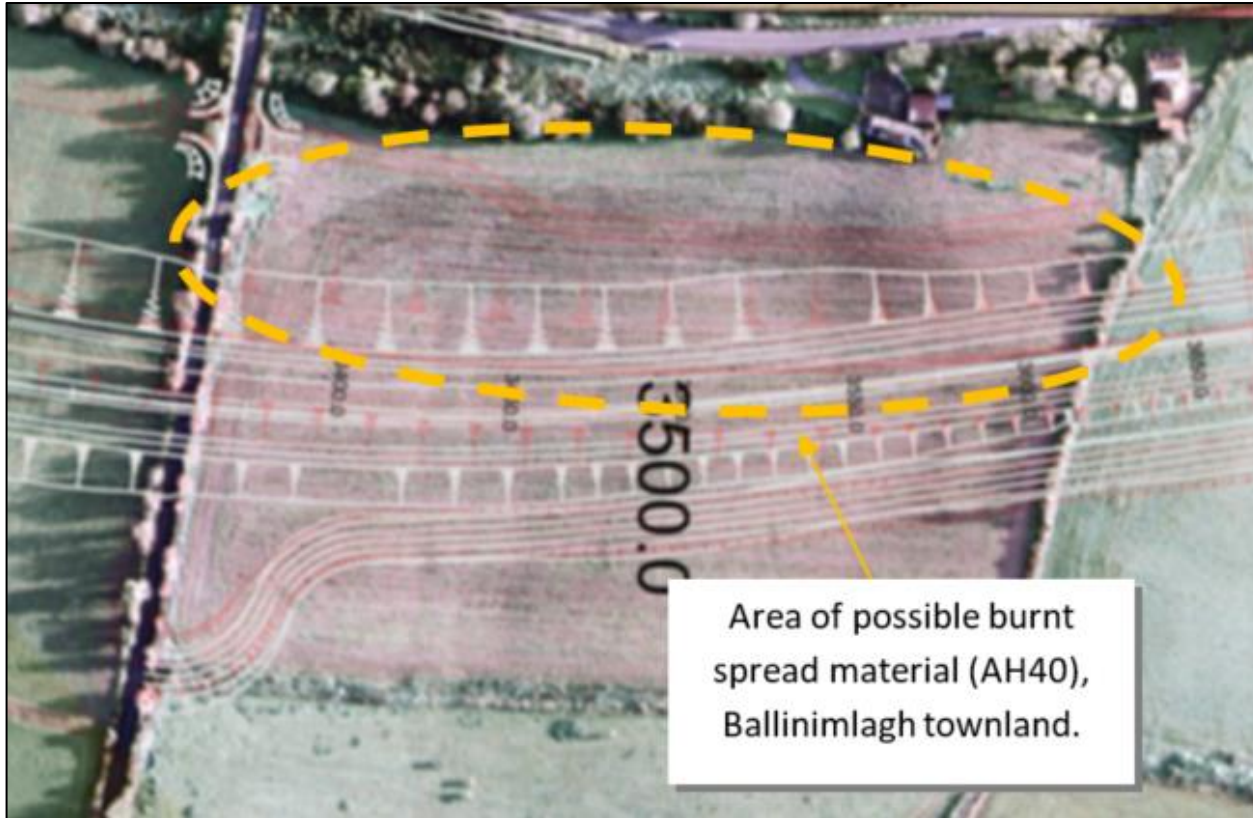 3500.0
Area of possible burnt
spread material (AH40),
Ballinimlagh townland.